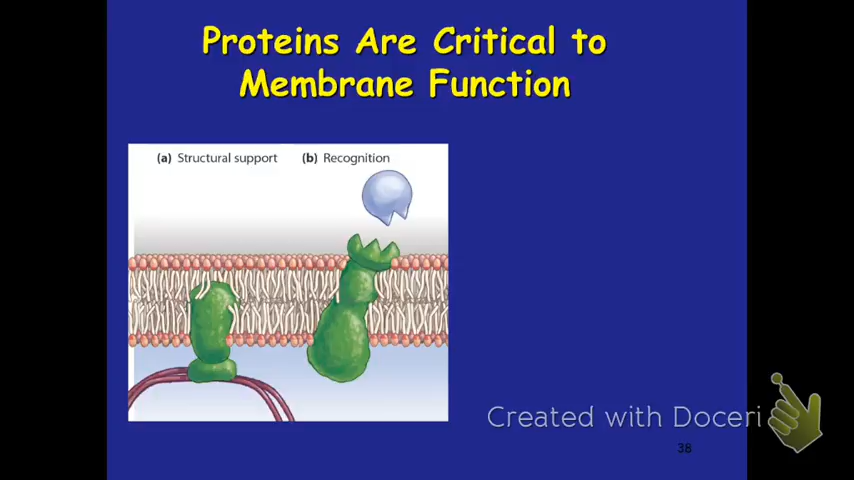 Proteins Are Critical to
Membrane Function
(a) Structural support (b) Recognition
Created with Doceri
38